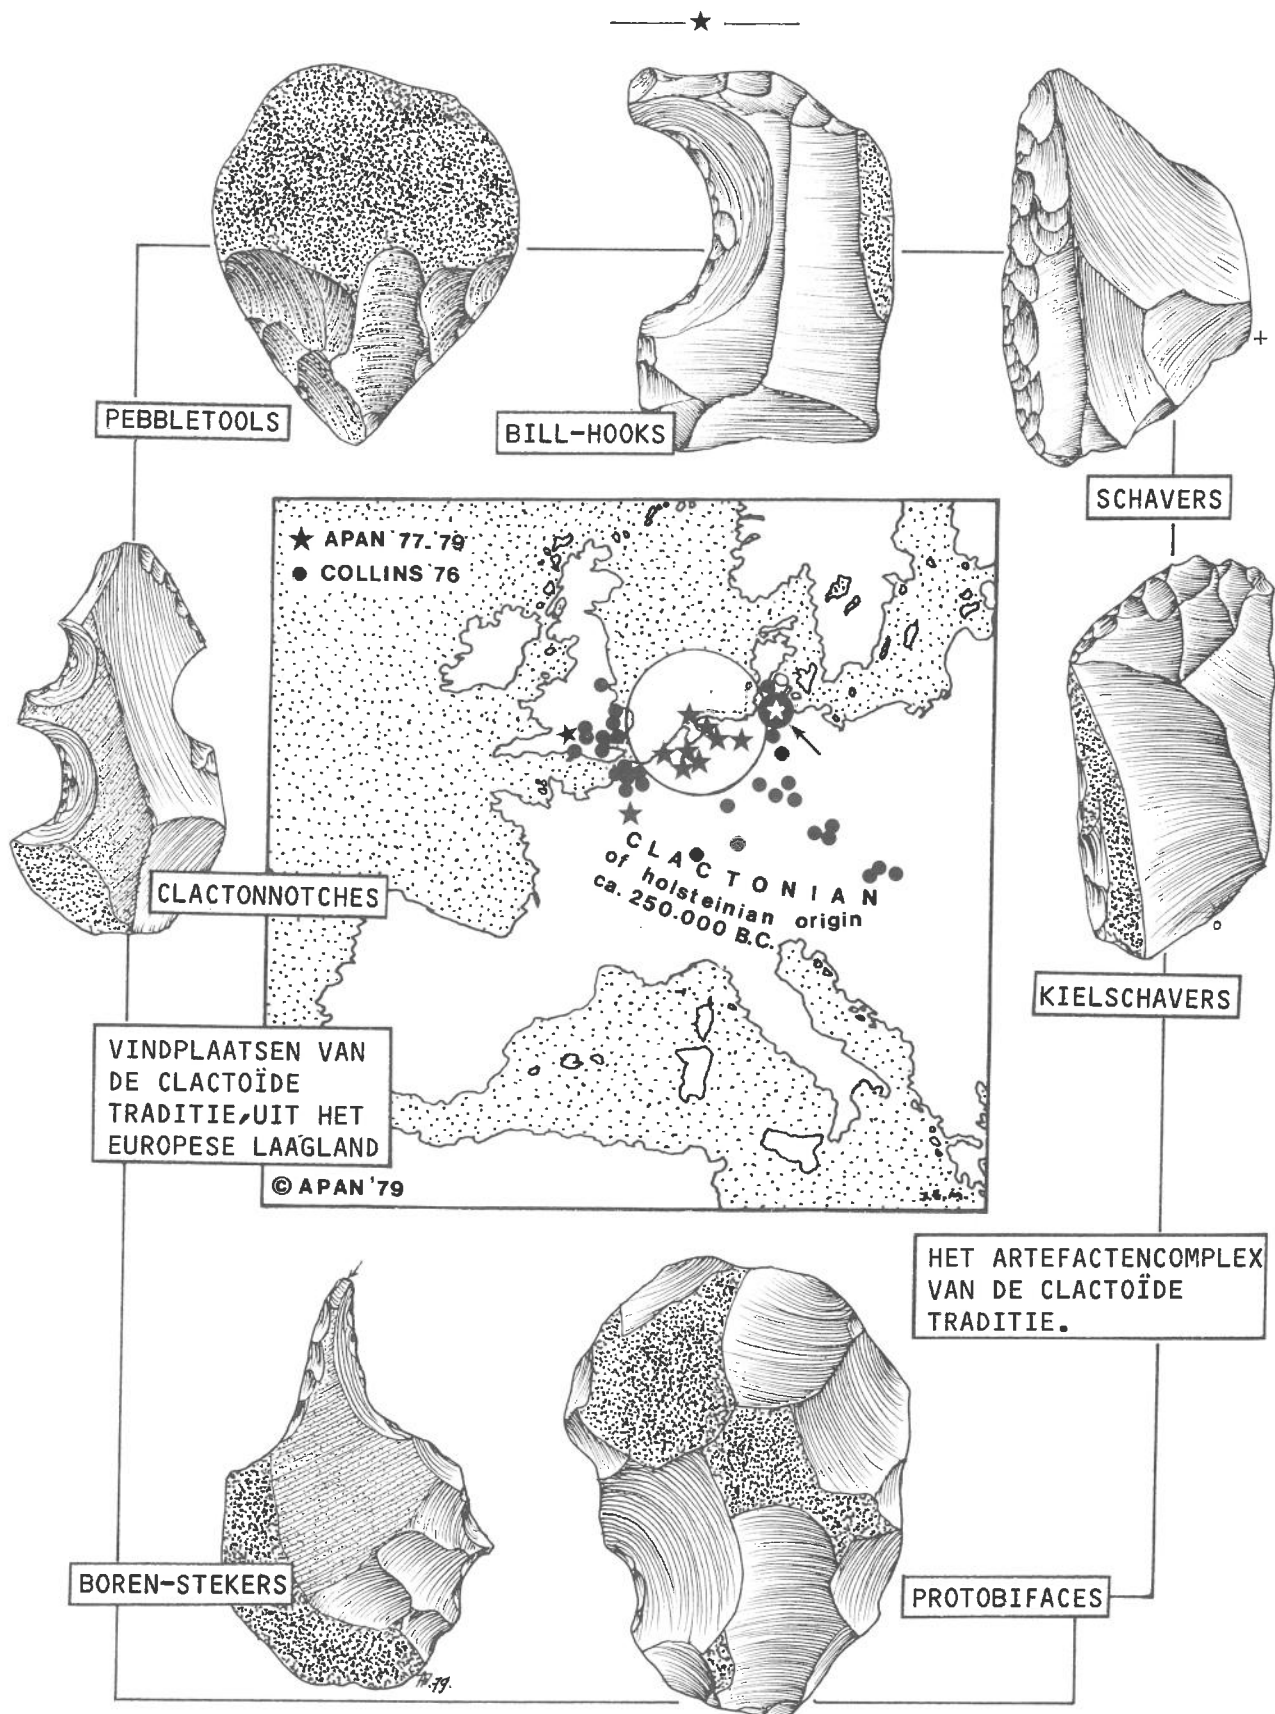 PEBBLETOOLS
BILL-HOOKS
SCHAVERS
★ APAN '77-'79
● COLLINS '76
CLACTONIAN
of holsteinian origin
ca. 250.000 B.C.
CLACTONNOTCHES
KIELSCHAVERS
VINDPLAATSEN VAN
DE CLACTOÏDE
TRADITIE, UIT HET
EUROPESE LAAGLAND
© APAN '79
HET ARTEFACTENCOMPLEX
VAN DE CLACTOÏDE
TRADITIE.
BOREN-STEKERS
PROTOBIFACES